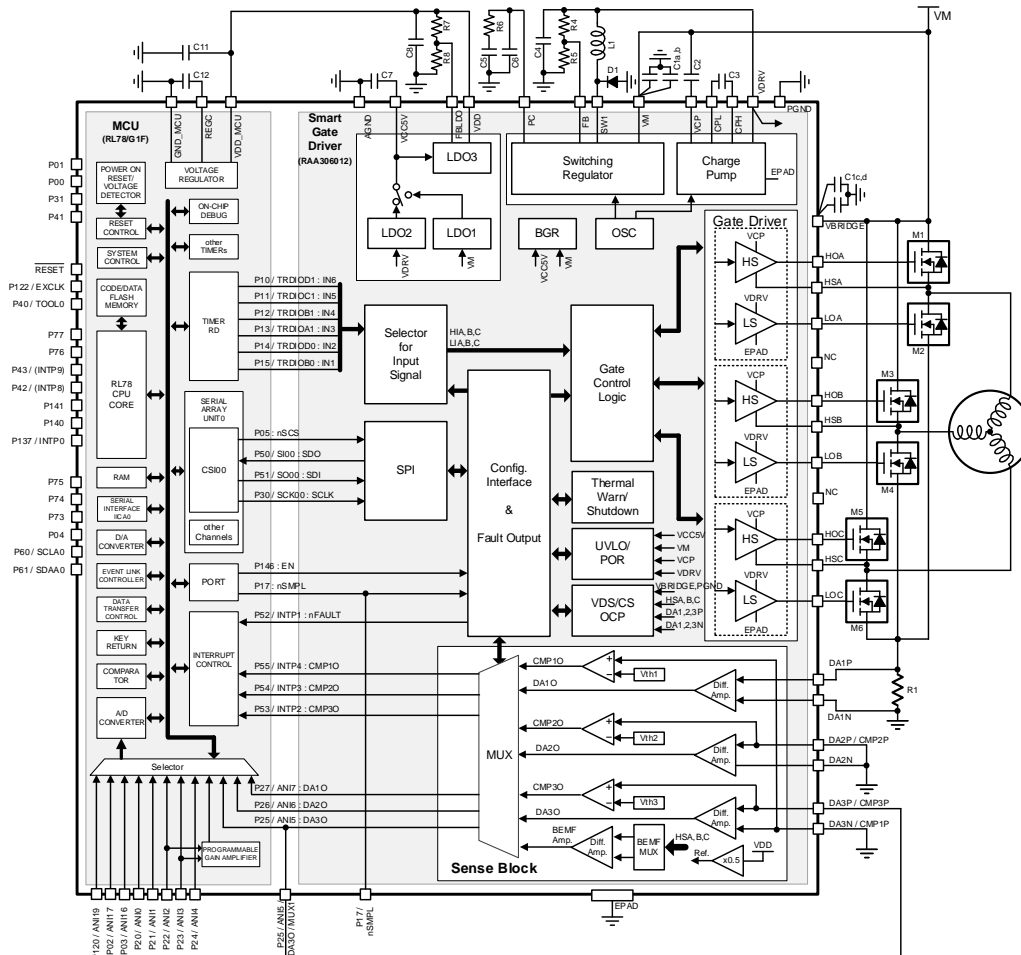 VM
C11
C12
C8
R7
R8
R6
C5
C6
C4
R4
R5
L1
D1
C1a,b
C2
C3
VDRV
C7
PGND
MCU
(RL78/G1F)
GND_MCU
REGC
VDD_MCU
Smart
Gate
Driver
(RAA306012)
AGND
VCC5V
FBLDO
VDD
PC
FB
SW1
VM
VCP
CPL
CPH
P01
P00
P31
P41
RESET
P122 / EXCLK
P40 / TOOL0
P77
P76
P43 / (INTP9)
P42 / (INTP8)
P141
P140
P137 / INTP0
P75
P74
P73
P04
P60 / SCLA0
P61 / SDAA0
POWER ON
RESET/
VOLTAGE
DETECTOR
RESET
CONTROL
SYSTEM
CONTROL
CODE/DATA
FLASH
MEMORY
RL78
CPU
CORE
RAM
SERIAL
INTERFACE
IICA0
D/A
CONVERTER
EVENT LINK
CONTROLLER
DATA
TRANSFER
CONTROL
KEY
RETURN
COMPARA
TOR
A/D
CONVERTER
VOLTAGE
REGULATOR
ON-CHIP
DEBUG
other
TIMERs
TIMER
RD
SERIAL
ARRAY
UNIT0
CSI00
other
Channels
PORT
INTERRUPT
CONTROL
Selector
PROGRAMMABLE
GAIN AMPLIFIER
P10 / TRDIOD1 : IN6
P11 / TRDIOC1 : IN5
P12 / TRDIOB1 : IN4
P13 / TRDIOA1 : IN3
P14 / TRDIOD0 : IN2
P15 / TRDIOB0 : IN1
P05 : nSCS
P50 / SI00 : SDO
P51 / SO00 : SDI
P30 / SCK00 : SCLK
P146 : EN
P17 : nSMPL
P52 / INTP1 : nFAULT
P55 / INTP4 : CMP1O
P54 / INTP3 : CMP2O
P53 / INTP2 : CMP3O
P27 / ANI7 : DA1O
P26 / ANI6 : DA2O
P25 / ANI5 : DA3O
LDO3
LDO2
LDO1
VDRV
VM
Switching
Regulator
Charge
Pump
EPAD
BGR
OSC
VCC5V
VM
Selector
for
Input
Signal
HIA,B,C
LIA,B,C
SPI
Config.
Interface
&
Fault Output
Gate
Control
Logic
Thermal
Warn/
Shutdown
UVLO/
POR
VCC5V
VM
VCP
VDRV
VDS/CS
OCP
VBRIDGE,PGND
HSA,B,C
DA1,2,3P
DA1,2,3N
Gate Driver
VCP
HS
VDRV
LS
EPAD
VCP
HS
VDRV
LS
EPAD
VCP
HS
VDRV
LS
EPAD
C1c,d
VBRIDGE
HOA
HSA
LOA
NC
HOB
HSB
LOB
NC
HOC
HSC
LOC
M1
M2
M3
M4
M5
M6
R1
DA1P
DA1N
DA2P / CMP2P
DA2N
DA3P / CMP3P
DA3N / CMP1P
MUX
CMP1O
+
−
Vth1
DA1O
Diff.
Amp.
CMP2O
+
−
Vth2
DA2O
Diff.
Amp.
CMP3O
+
−
Vth3
DA3O
Diff.
Amp.
BEMF
Amp.
Diff.
Amp.
BEMF
MUX
HSA,B,C
Ref.
x0.5
VDD
Sense Block
EPAD
P120 / ANI19
P02 / ANI17
P03 / ANI16
P20 / ANI0
P21 / ANI1
P22 / ANI2
P23 / ANI3
P24 / ANI4
P25 / ANI5 /
DA3O / MUX1
P17 /
nSMPL